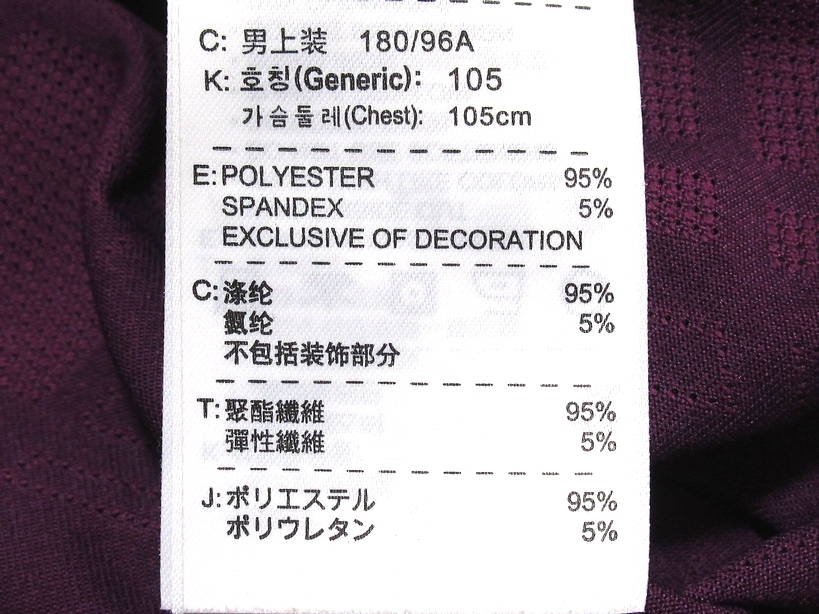 C: 男上装 180/96A
K: 호칭(Generic): 105
가슴둘레(Chest): 105cm
E: POLYESTER 95%
SPANDEX 5%
EXCLUSIVE OF DECORATION
C: 涤纶 95%
氨纶 5%
不包括装饰部分
T: 聚酯纖維 95%
彈性纖維 5%
J: ポリエステル 95%
ポリウレタン 5%